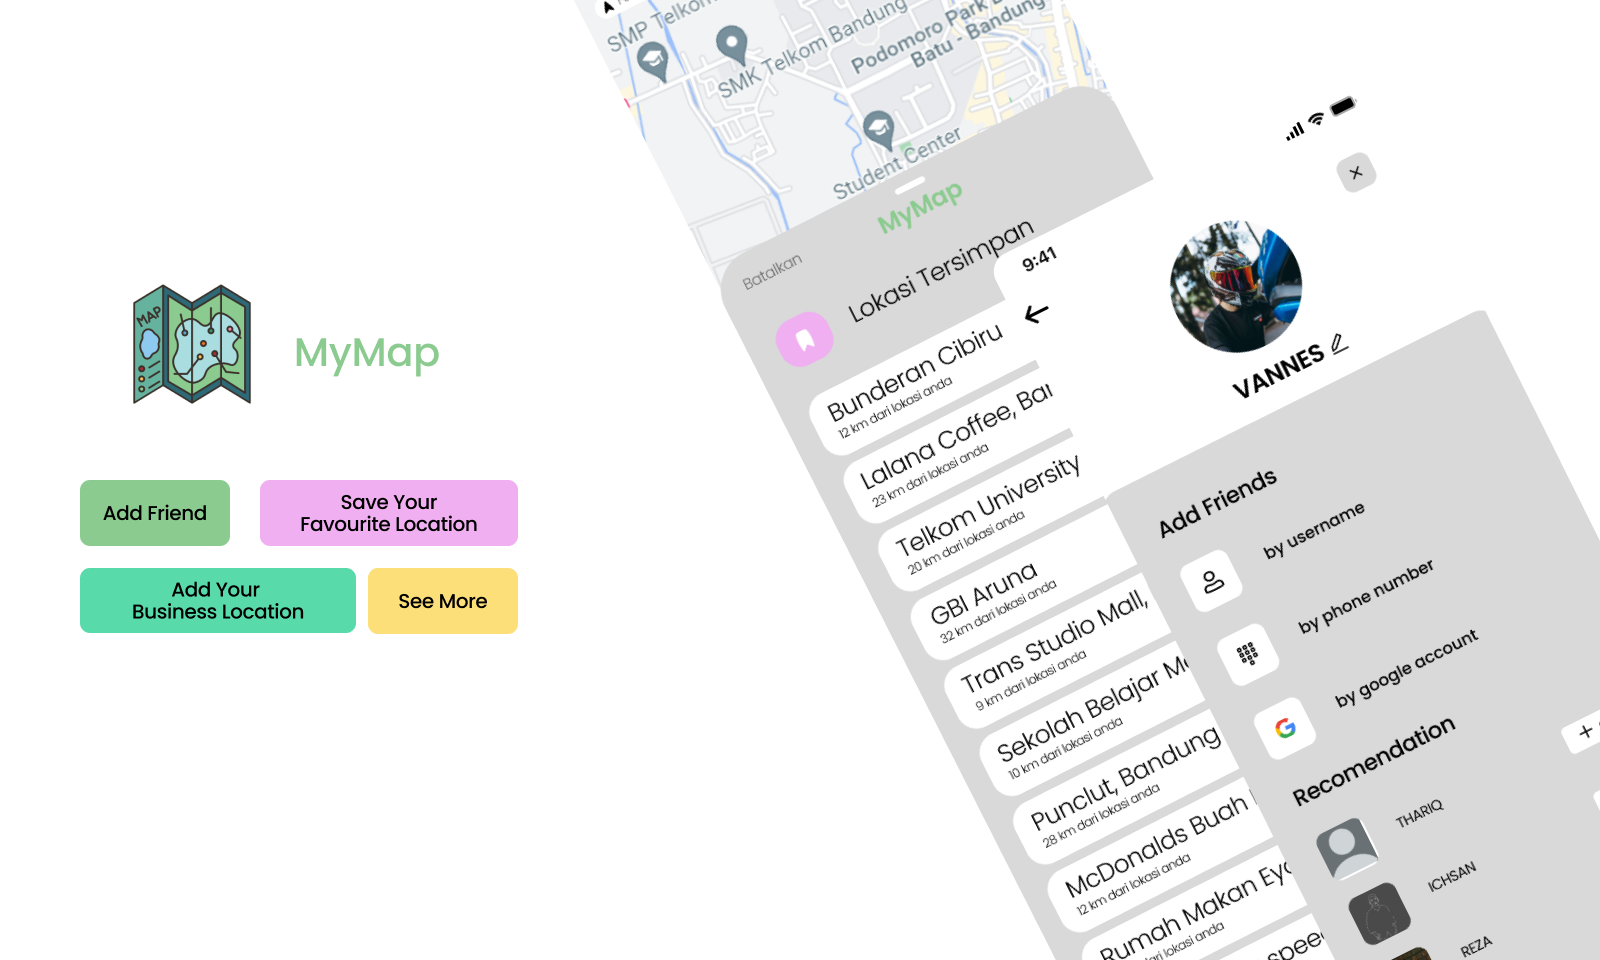 MAP
MyMap
Add Friend
Save Your
Favourite Location
Add Your
Business Location
See More
SMP Telkom
SMK Telkom Bandung
Podomoro Park
Batu - Bandung
Student Center
MyMap
Batalkan
Lokasi Tersimpan
Bunderan Cibiru
12 km dari lokasi anda
Lalana Coffee,
23 km dari lokasi anda
Telkom University
20 km dari lokasi anda
GBI Aruna
32 km dari lokasi anda
Trans Studio Mall,
9 km dari lokasi anda
Sekolah Belajar
10 km dari lokasi anda
Punclut, Bandung
28 km dari lokasi anda
McDonalds Buah
12 km dari lokasi anda
Rumah Makan
lokasi anda
9:41
VANNES
Add Friends
by username
by phone number
by google account
Recomendation
+
THARIQ
ICHSAN
REZA